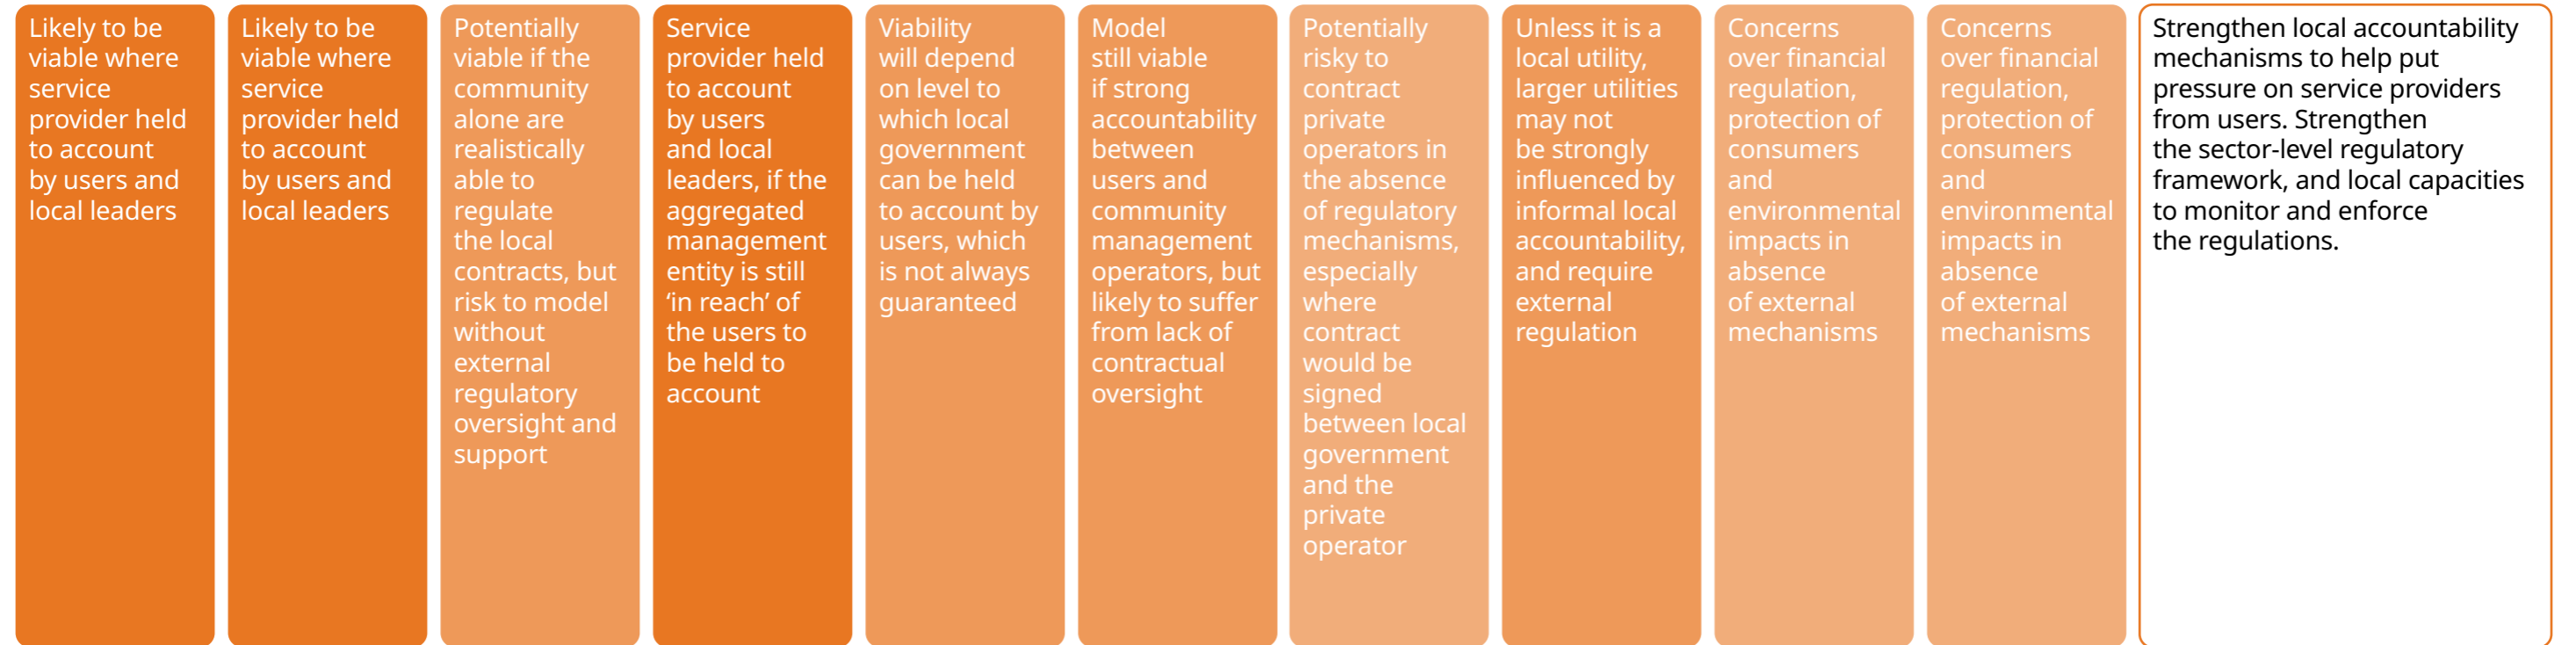 Likely to be
viable where
service
provider held
to account
by users and
local leaders
Likely to be
viable where
service
provider held
to account
by users and
local leaders
Potentially
viable if the
community
alone are
realistically
able to
regulate
the local
contracts, but
risk to model
without
external
regulatory
oversight and
support
Service
provider held
to account
by users
and local
leaders, if the
aggregated
management
entity is still
‘in reach’ of
the users to
be held to
account
Viability
will depend
on level to
which local
government
can be held
to account by
users, which
is not always
guaranteed
Model
still viable
if strong
accountability
between
users and
community
management
operators, but
likely to suffer
from lack of
contractual
oversight
Potentially
risky to
contract
private
operators in
the absence
of regulatory
mechanisms,
especially
where
contract
would be
signed
between local
government
and the
private
operator
Unless it is a
local utility,
larger utilities
may not
be strongly
influenced by
informal local
accountability,
and require
external
regulation
Concerns
over financial
regulation,
protection of
consumers
and
environmental
impacts in
absence
of external
mechanisms
Concerns
over financial
regulation,
protection of
consumers
and
environmental
impacts in
absence
of external
mechanisms
Strengthen local accountability
mechanisms to help put
pressure on service providers
from users. Strengthen
the sector-level regulatory
framework, and local capacities
to monitor and enforce
the regulations.